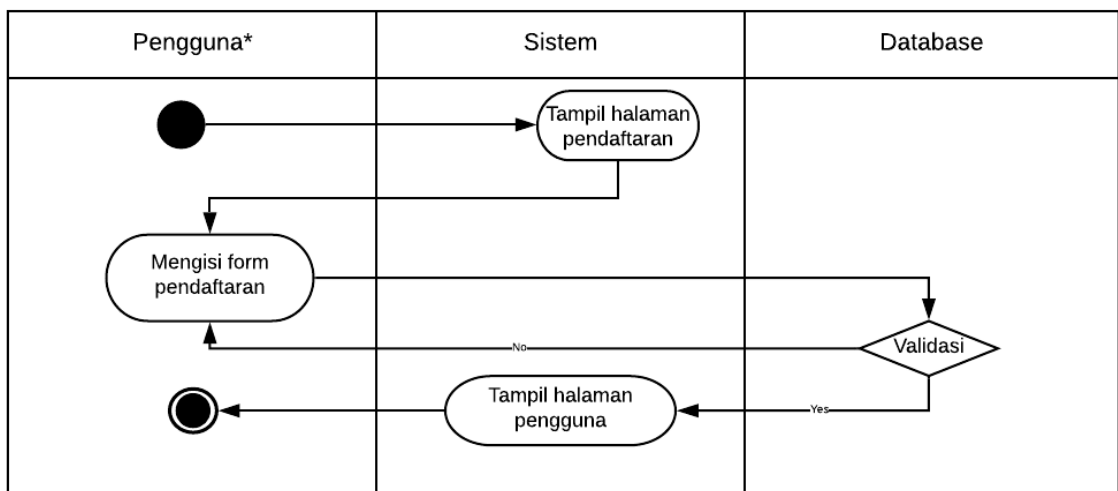 Pengguna*
Sistem
Database
Tampil halaman
pendaftaran
Mengisi form
pendaftaran
Validasi
No
Tampil halaman
pengguna
Yes